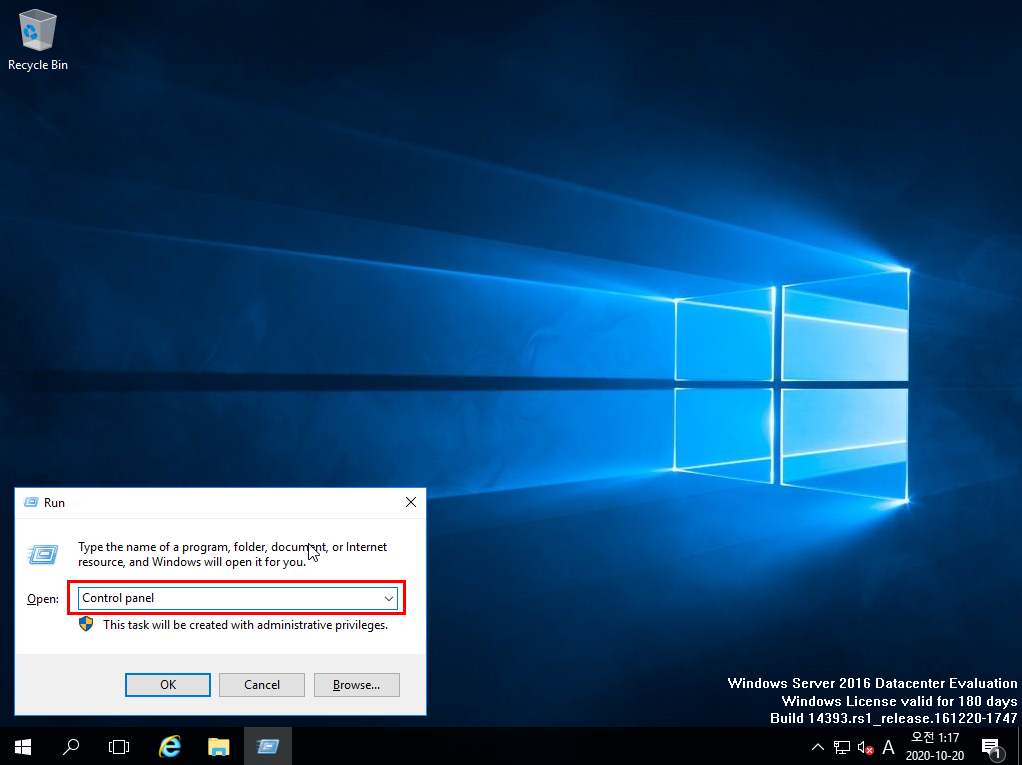 Recycle Bin
Run
Type the name of a program, folder, document, or Internet
resource, and Windows will open it for you.
Open:
Control panel
This task will be created with administrative privileges.
OK
Cancel
Browse...
Windows Server 2016 Datacenter Evaluation
Windows License valid for 180 days
Build 14393.rs1_release.161220-1747
A
오전 1:17
2020-10-20
1